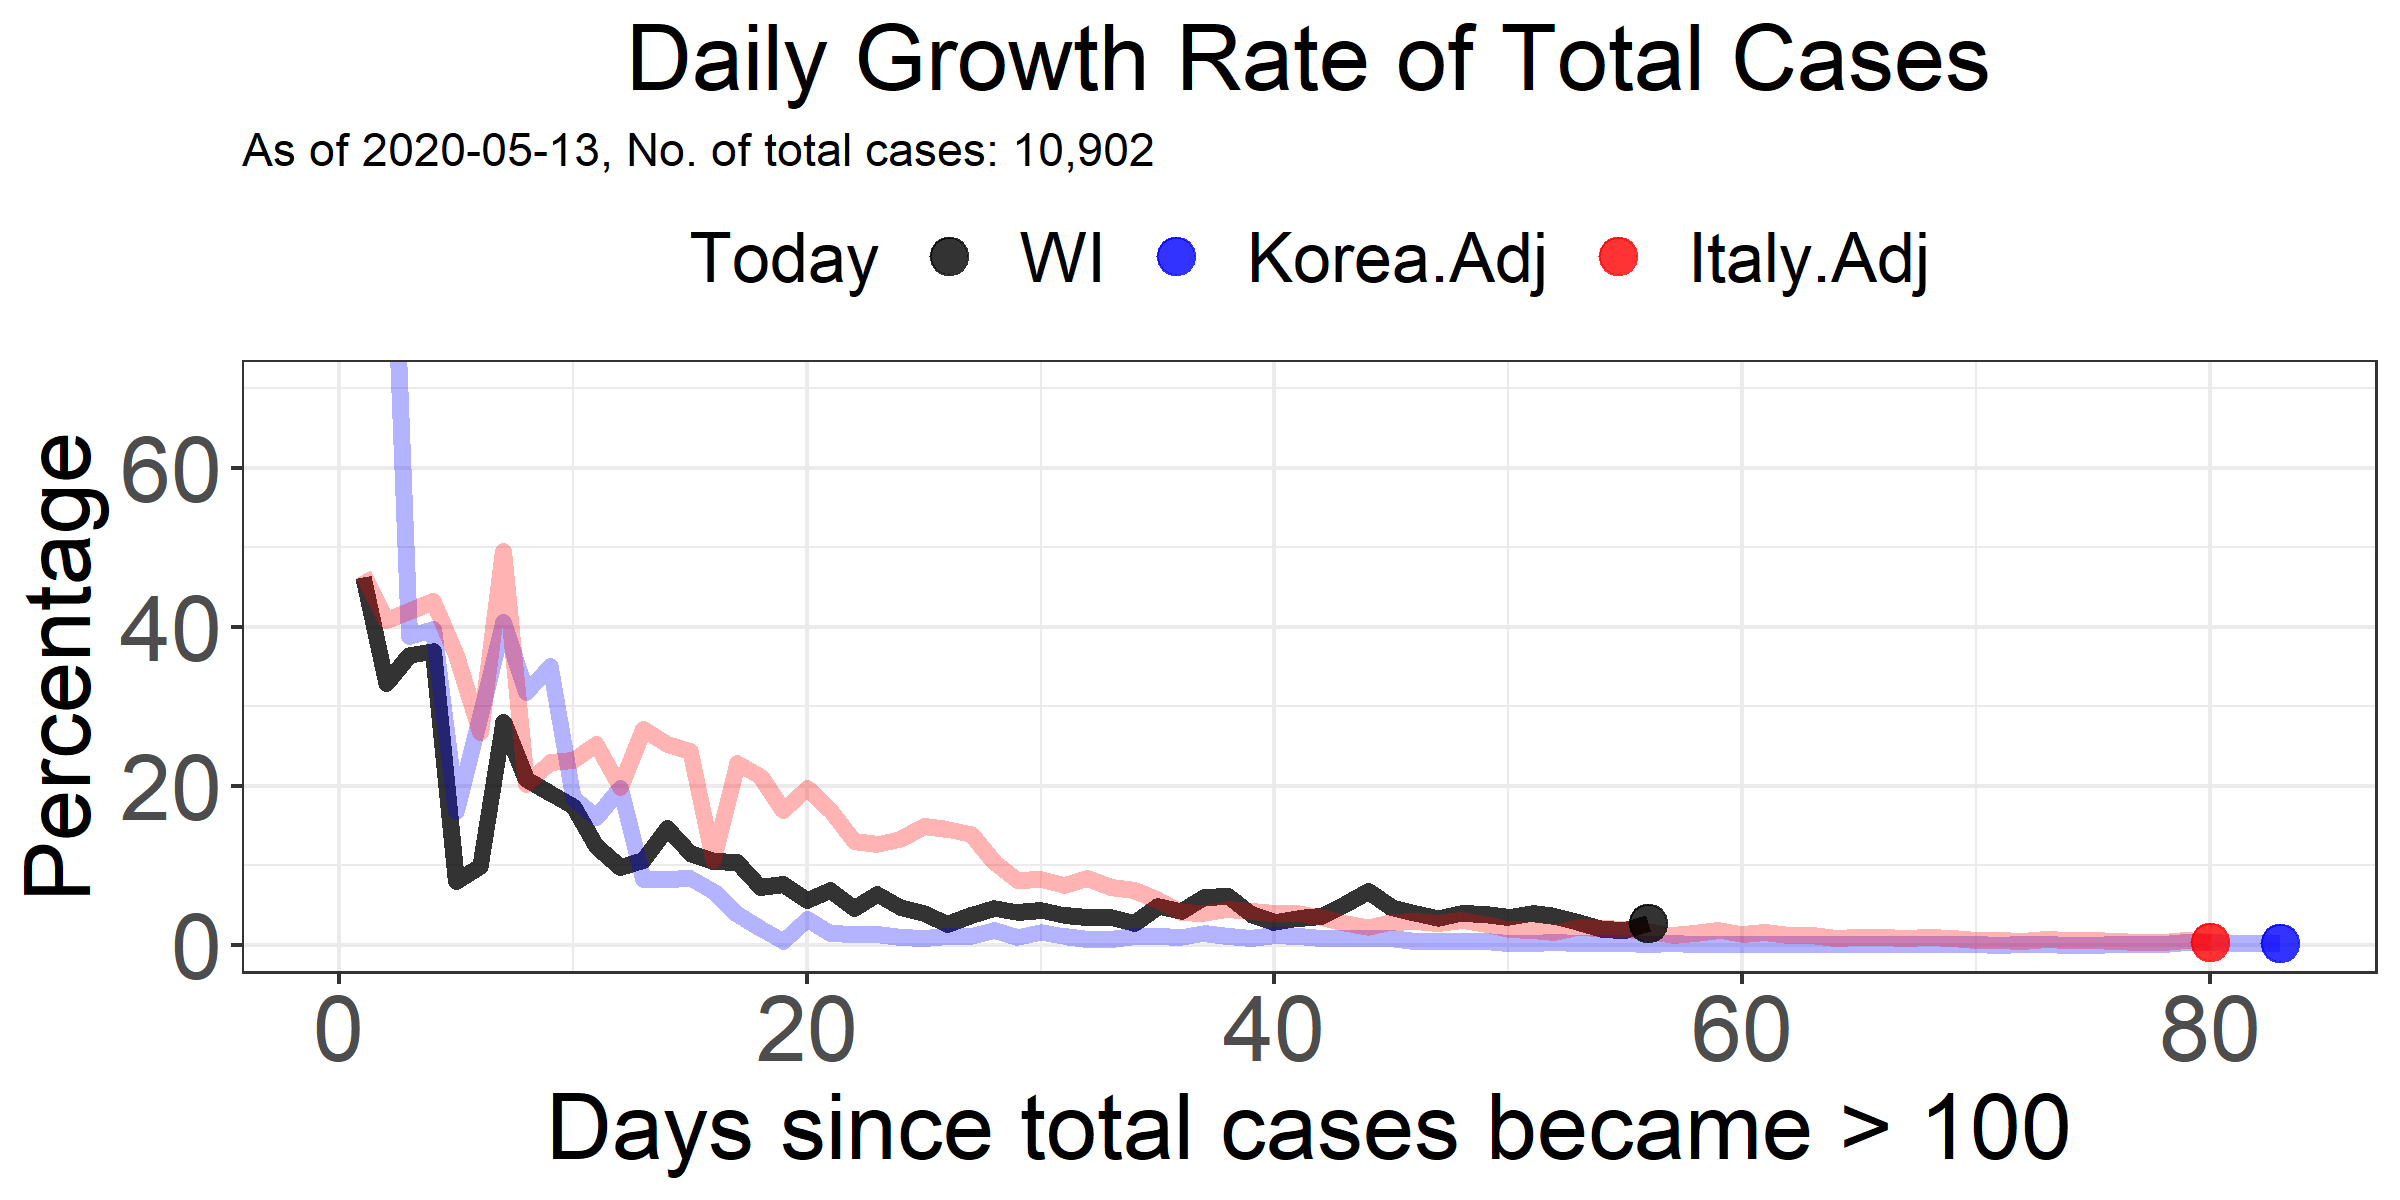 Daily Growth Rate of Total Cases
As of 2020-05-13, No. of total cases: 10,902
Today WI Korea.Adj Italy.Adj
Percentage
60
40
20
0
0 20 40 60 80
Days since total cases became > 100